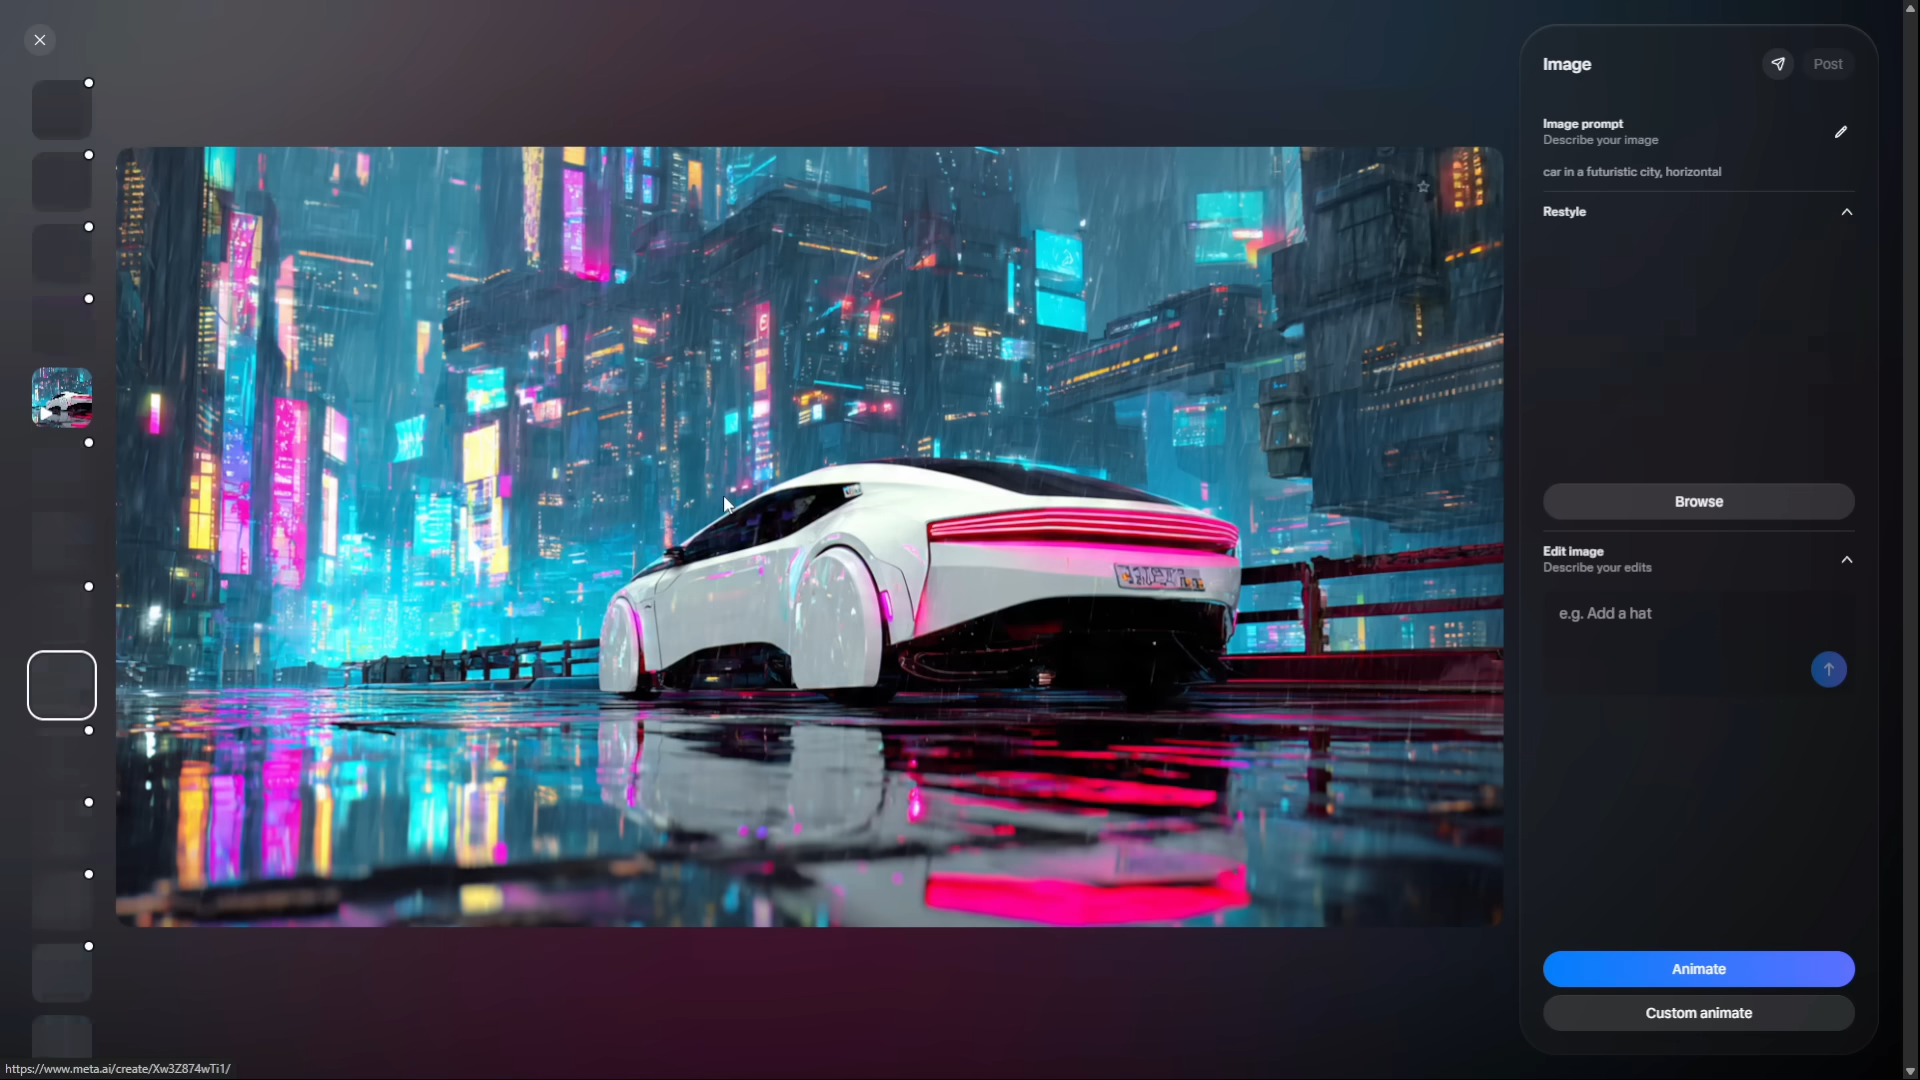 Image
Post
Image prompt
Describe your image
car in a futuristic city, horizontal
Restyle
Browse
Edit image
Describe your edits
e.g. Add a hat
Animate
Custom animate
https://www.meta.ai/create/Xw3Z874wTi1/